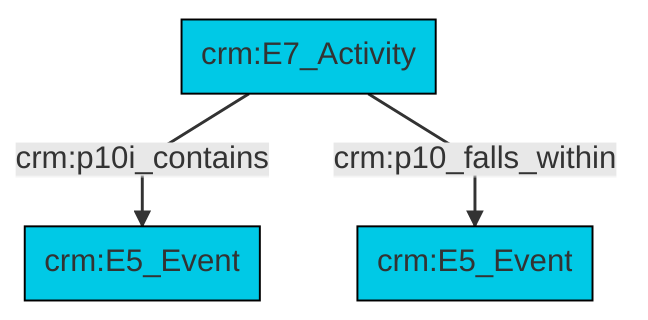 crm:E7_Activity
crm:p10i_contains
crm:p10_falls_within
crm:E5_Event
crm:E5_Event